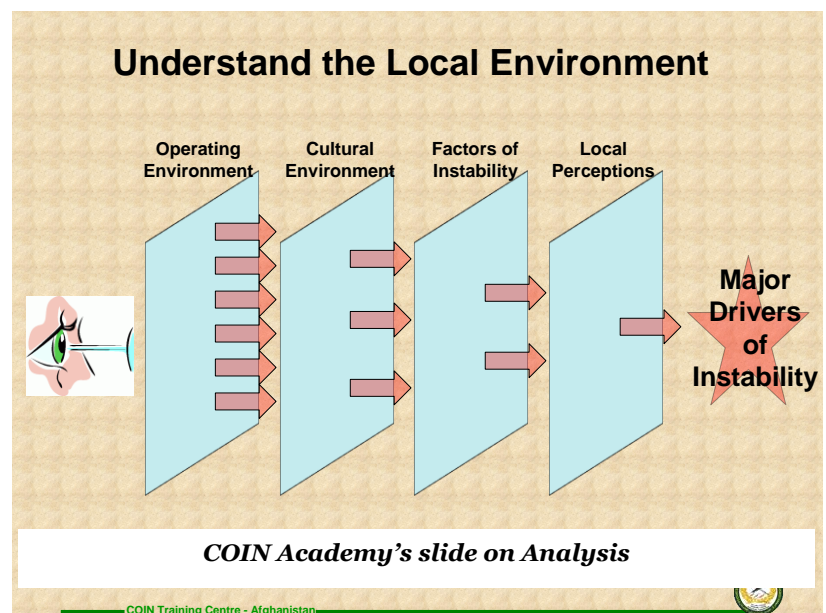 Understand the Local Environment
Operating
Environment
Cultural
Environment
Factors of
Instability
Local
Perceptions
Major
Drivers
of
Instability
COIN Academy’s slide on Analysis
COIN Training Centre - Afghanistan